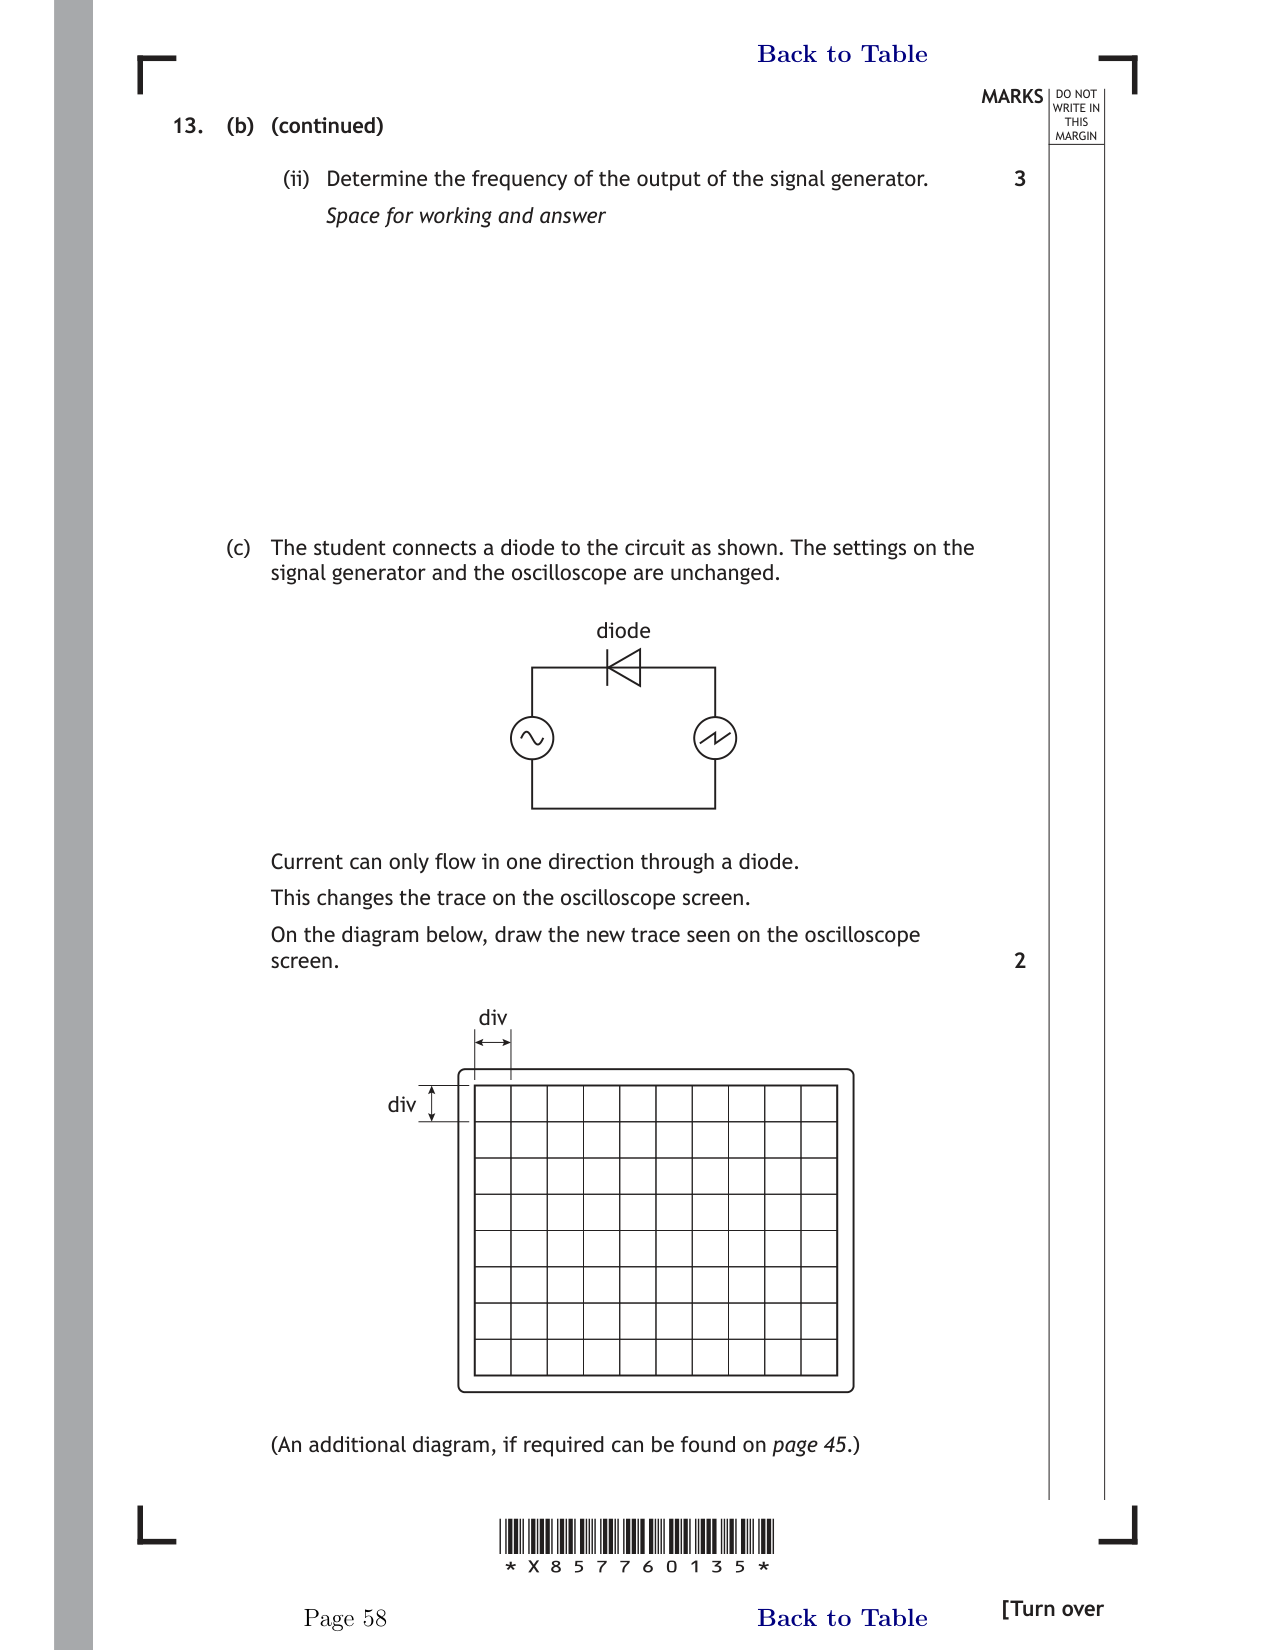 Back to Table
MARKS
DO NOT
WRITE IN
THIS
MARGIN
13. (b) (continued)
(ii) Determine the frequency of the output of the signal generator. 3
Space for working and answer
(c) The student connects a diode to the circuit as shown. The settings on the
signal generator and the oscilloscope are unchanged.
diode
Current can only flow in one direction through a diode.
This changes the trace on the oscilloscope screen.
On the diagram below, draw the new trace seen on the oscilloscope
screen. 2
div
div
(An additional diagram, if required can be found on page 45.)
* X 8 5 7 7 6 0 1 3 5 *
Page 58
Back to Table
[Turn over